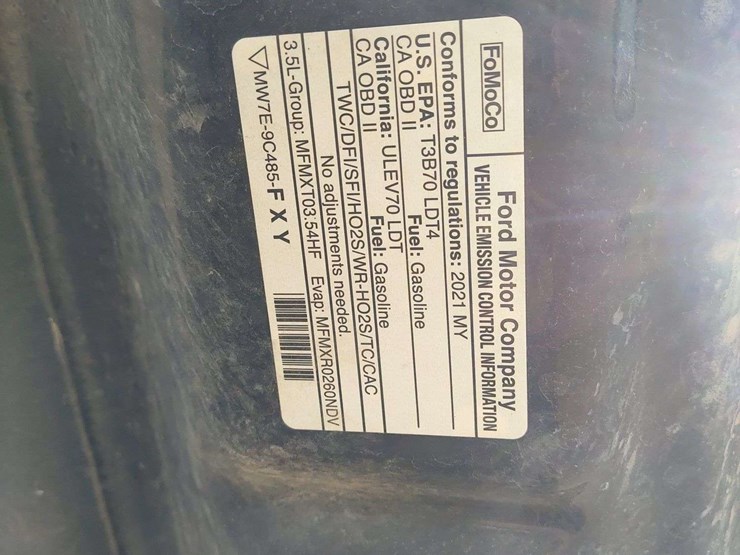 FoMoCo
Ford Motor Company
VEHICLE EMISSION CONTROL INFORMATION
Conforms to regulations: 2021 MY
U.S. EPA: T3B70 LDT4 Fuel: Gasoline
CA OBD II
California: ULEV70 LDT Fuel: Gasoline
CA OBD II
TWC/DFI/SFI/HO2S/WR-HO2S/TC/CAC
No adjustments needed.
3.5L-Group: MFMXT03.54HF Evap: MFMXR0260NDV
▽MW7E-9C485-F X Y